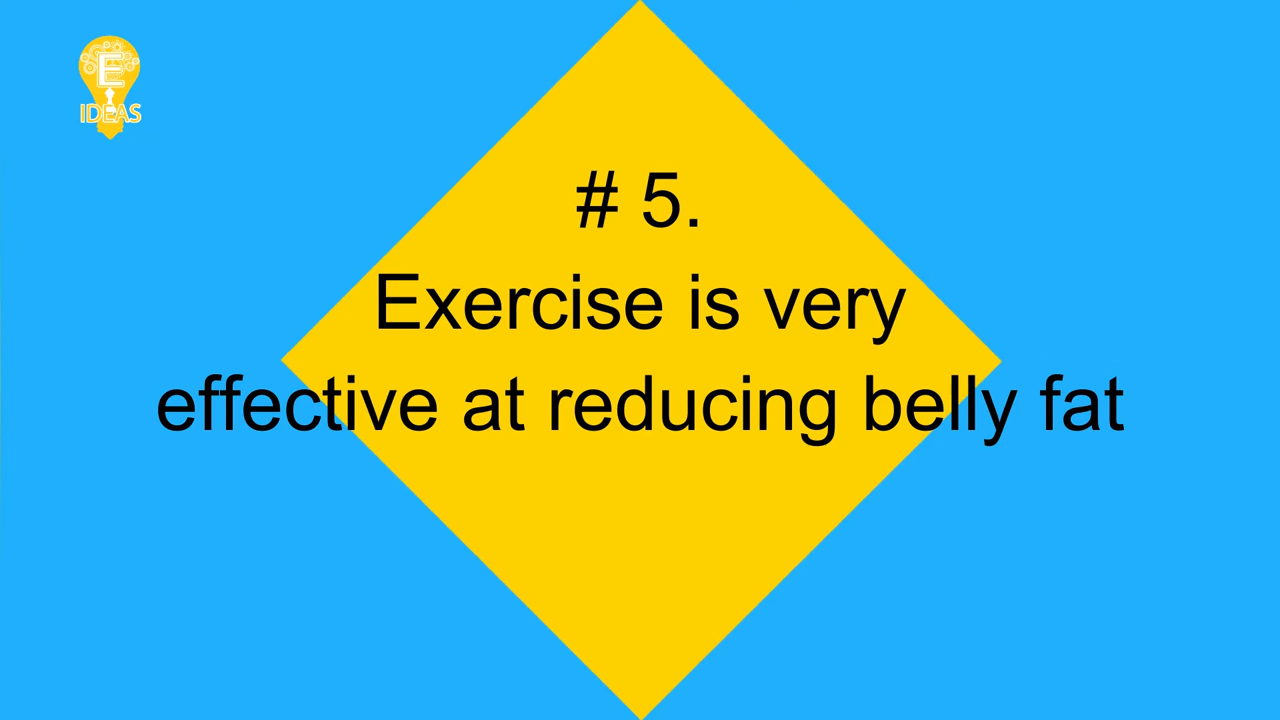 E
IDEAS
# 5.
Exercise is very
effective at reducing belly fat